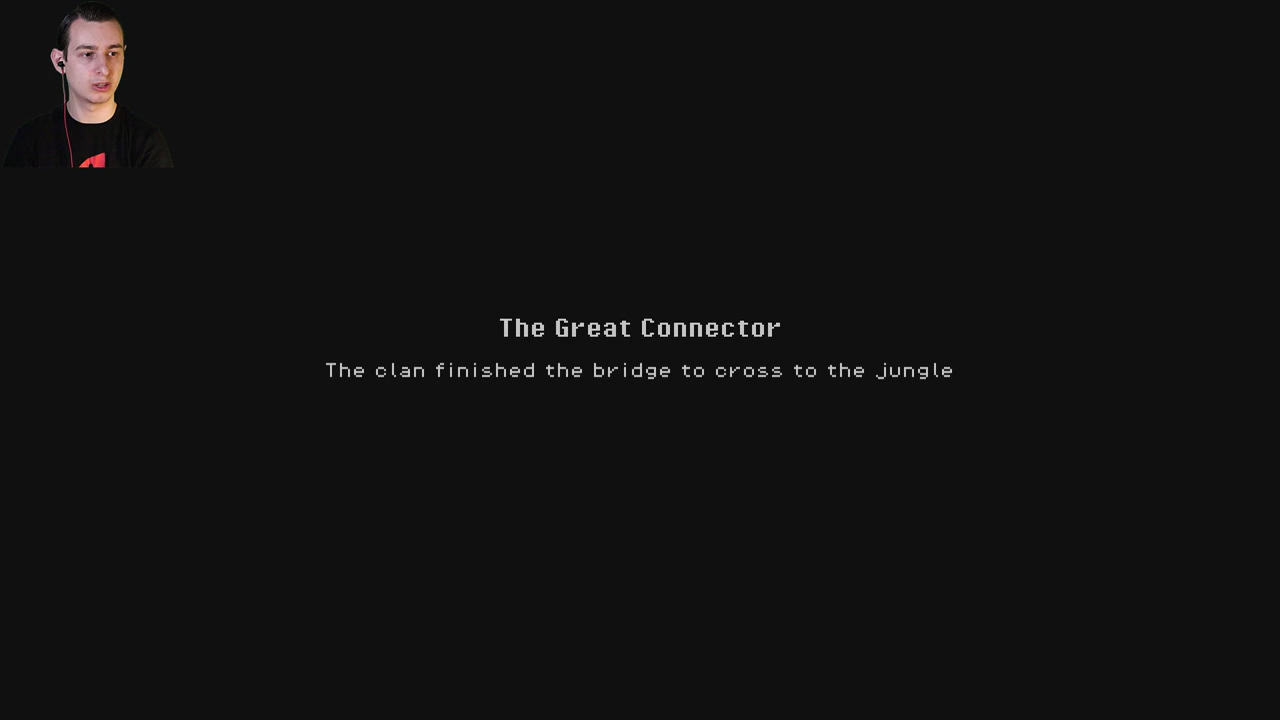 The Great Connector
The clan finished the bridge to cross to the jungle